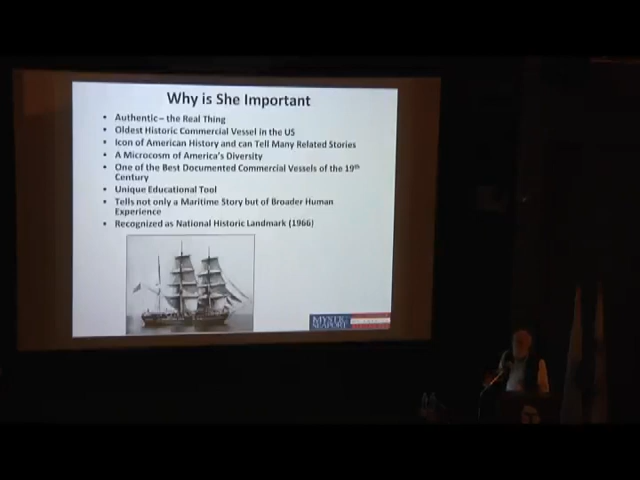 Why is She Important
• Authentic – the Real Thing
• Oldest Historic Commercial Vessel in the US
• Icon of American History and can Tell Many Related Stories
• A Microcosm of America's Diversity
• One of the Best Documented Commercial Vessels of the 19th
Century
• Unique Educational Tool
• Tells not only a Maritime Story but of Broader Human
Experience
• Recognized as National Historic Landmark (1966)
MYSTIC
SEAPORT